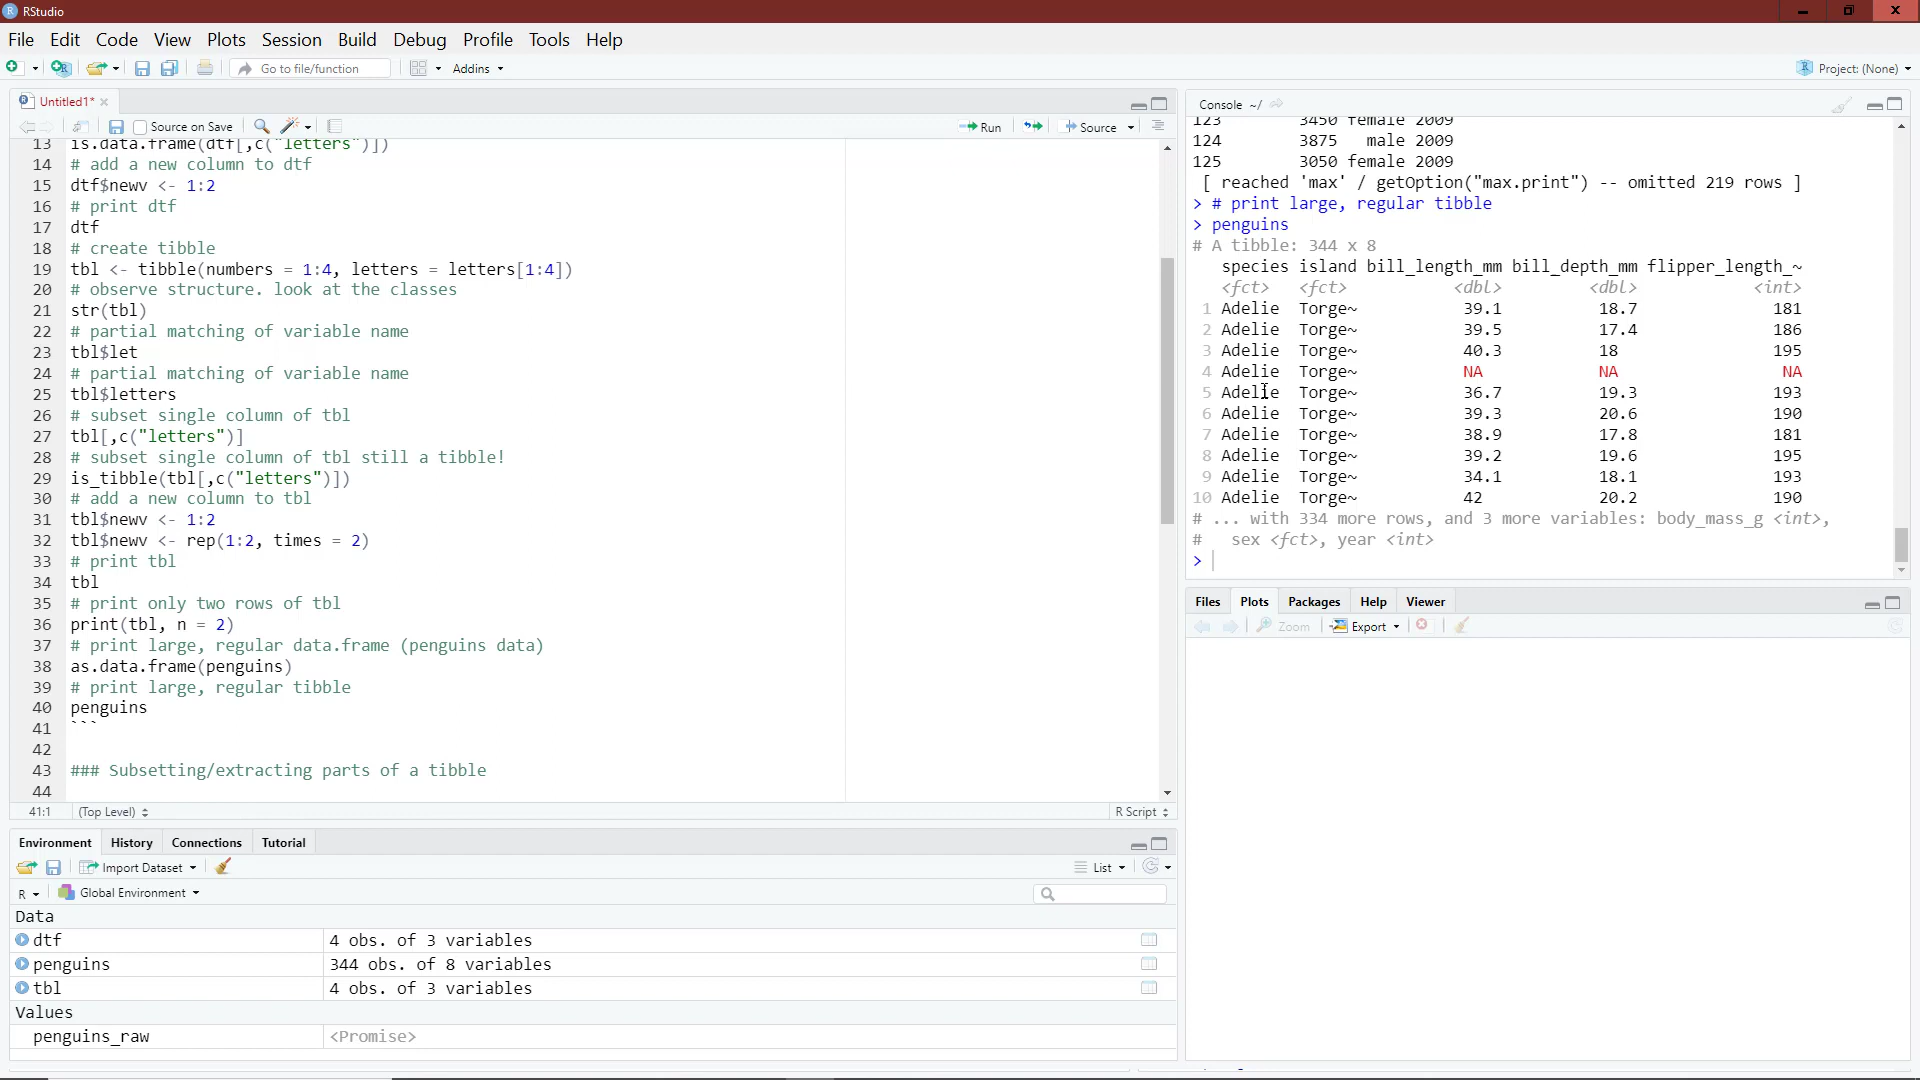 RStudio
File Edit Code View Plots Session Build Debug Profile Tools Help
Go to file/function Addins Project: (None)
Untitled1*
Source on Save Run Source
13 is.data.frame(dtf[,c("letters")])
14 # add a new column to dtf
15 dtf$newv <- 1:2
16 # print dtf
17 dtf
18 # create tibble
19 tbl <- tibble(numbers = 1:4, letters = letters[1:4])
20 # observe structure. look at the classes
21 str(tbl)
22 # partial matching of variable name
23 tbl$let
24 # partial matching of variable name
25 tbl$letters
26 # subset single column of tbl
27 tbl[,c("letters")]
28 # subset single column of tbl still a tibble!
29 is_tibble(tbl[,c("letters")])
30 # add a new column to tbl
31 tbl$newv <- 1:2
32 tbl$newv <- rep(1:2, times = 2)
33 # print tbl
34 tbl
35 # print only two rows of tbl
36 print(tbl, n = 2)
37 # print large, regular data.frame (penguins data)
38 as.data.frame(penguins)
39 # print large, regular tibble
40 penguins
41 ```
42
43 ### Subsetting/extracting parts of a tibble
44
41:1 (Top Level) R Script
Environment History Connections Tutorial
Import Dataset List
R Global Environment
Data
dtf 4 obs. of 3 variables
penguins 344 obs. of 8 variables
tbl 4 obs. of 3 variables
Values
penguins_raw <Promise>
Console ~/
123 3450 female 2009
124 3875 male 2009
125 3050 female 2009
[ reached 'max' / getOption("max.print") -- omitted 219 rows ]
> # print large, regular tibble
> penguins
# A tibble: 344 x 8
species island bill_length_mm bill_depth_mm flipper_length_~
<fct> <fct> <dbl> <dbl> <int>
1 Adelie Torge~ 39.1 18.7 181
2 Adelie Torge~ 39.5 17.4 186
3 Adelie Torge~ 40.3 18 195
4 Adelie Torge~ NA NA NA
5 Adelie Torge~ 36.7 19.3 193
6 Adelie Torge~ 39.3 20.6 190
7 Adelie Torge~ 38.9 17.8 181
8 Adelie Torge~ 39.2 19.6 195
9 Adelie Torge~ 34.1 18.1 193
10 Adelie Torge~ 42 20.2 190
# ... with 334 more rows, and 3 more variables: body_mass_g <int>,
# sex <fct>, year <int>
>
Files Plots Packages Help Viewer
Zoom Export